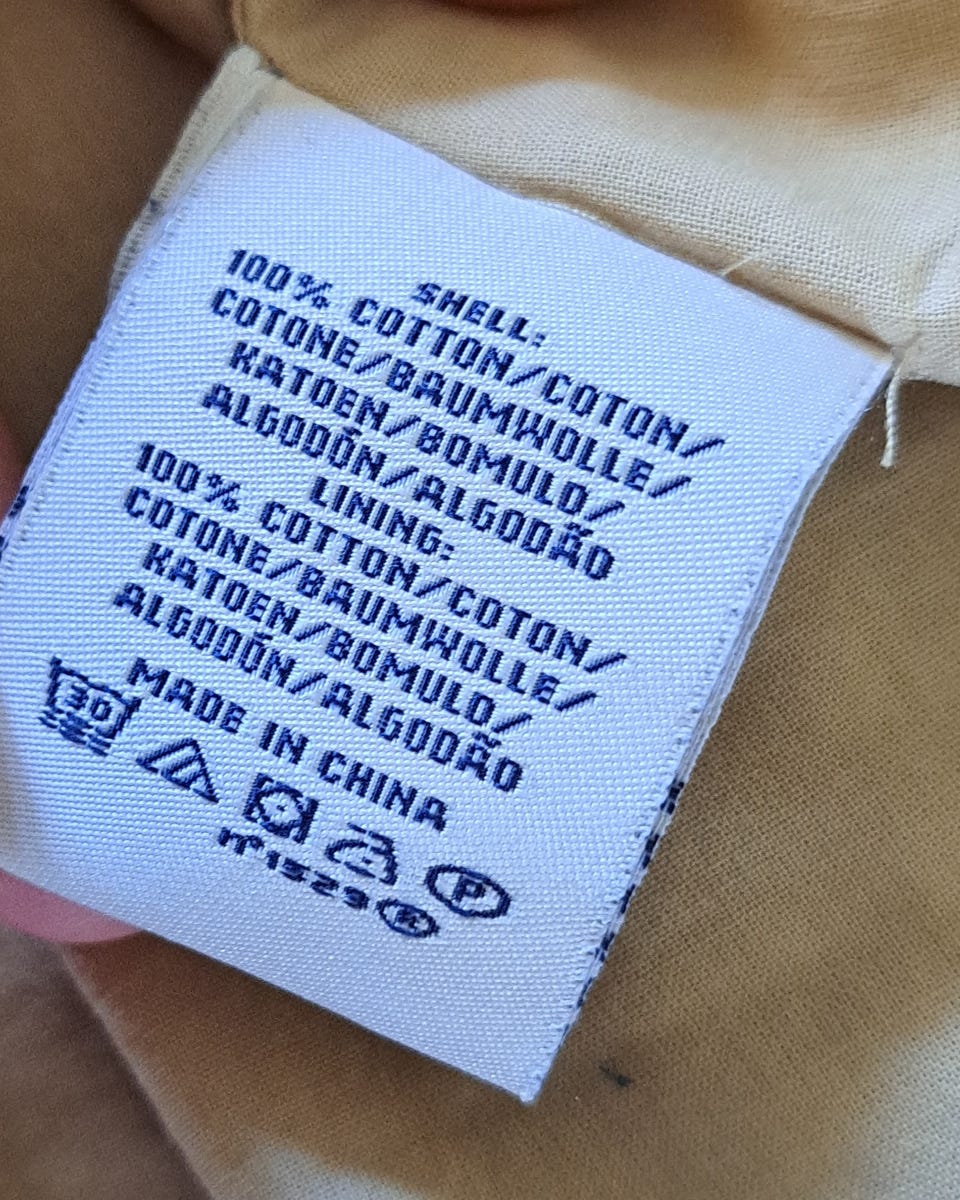 SHELL:
100% COTTON/COTON/
COTONE/BAUMWOLLE/
KATOEN/BOMULD/
ALGODÓN/ALGODÃO
LINING:
100% COTTON/COTON/
COTONE/BAUMWOLLE/
KATOEN/BOMULD/
ALGODÓN/ALGODÃO
MADE IN CHINA
30
P
n°1529